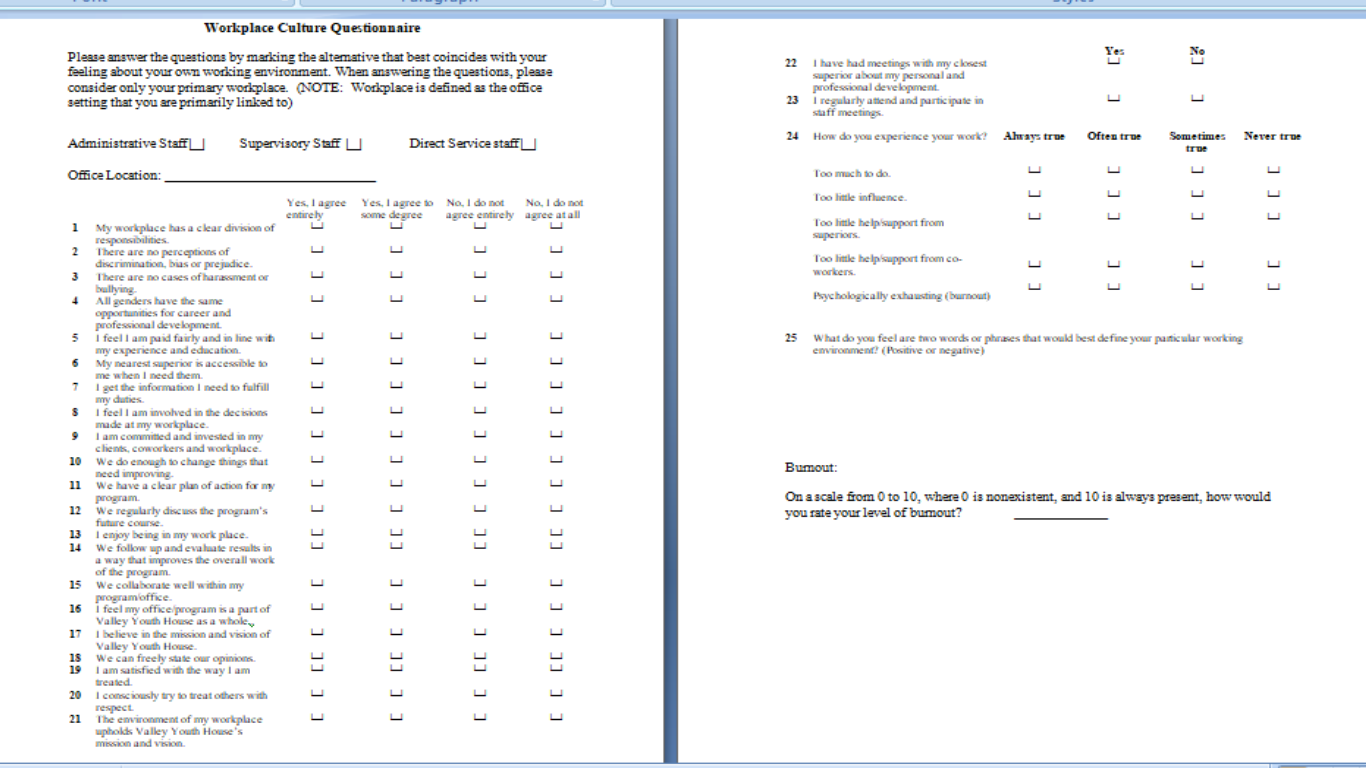 Workplace Culture Questionnaire
Please answer the questions by marking the alternative that best coincides with your
feeling about your own working environment. When answering the questions, please
consider only your primary workplace. (NOTE: Workplace is defined as the office
setting that you are primarily linked to)
Administrative Staff Supervisory Staff Direct Service staff
Office Location:
Yes, I agree Yes, I agree to No, I do not No, I do not
entirely some degree agree entirely agree at all
1 My workplace has a clear division of
responsibilities.
2 There are no perceptions of
discrimination, bias or prejudice.
3 There are no cases of harassment or
bullying.
4 All genders have the same
opportunities for career and
professional development.
5 I feel I am paid fairly and in line with
my experience and education.
6 My nearest superior is accessible to
me when I need them.
7 I get the information I need to fulfill
my duties.
8 I feel I am involved in the decisions
made at my workplace.
9 I am committed and invested in my
clients, coworkers and workplace.
10 We do enough to change things that
need improving.
11 We have a clear plan of action for my
program.
12 We regularly discuss the program's
future course.
13 I enjoy being in my work place.
14 We follow up and evaluate results in
a way that improves the overall work
of the program.
15 We collaborate well within my
program/office.
16 I feel my office/program is a part of
Valley Youth House as a whole.
17 I believe in the mission and vision of
Valley Youth House.
18 We can freely state our opinions.
19 I am satisfied with the way I am
treated.
20 I consciously try to treat others with
respect.
21 The environment of my workplace
upholds Valley Youth House's
mission and vision.
Yes No
22 I have had meetings with my closest
superior about my personal and
professional development.
23 I regularly attend and participate in
staff meetings.
24 How do you experience your work? Always true Often true Sometimes Never true
true
Too much to do.
Too little influence.
Too little help/support from
superiors.
Too little help/support from co-
workers.
Psychologically exhausting (burnout)
25 What do you feel are two words or phrases that would best define your particular working
environment? (Positive or negative)
Burnout:
On a scale from 0 to 10, where 0 is nonexistent, and 10 is always present, how would
you rate your level of burnout?